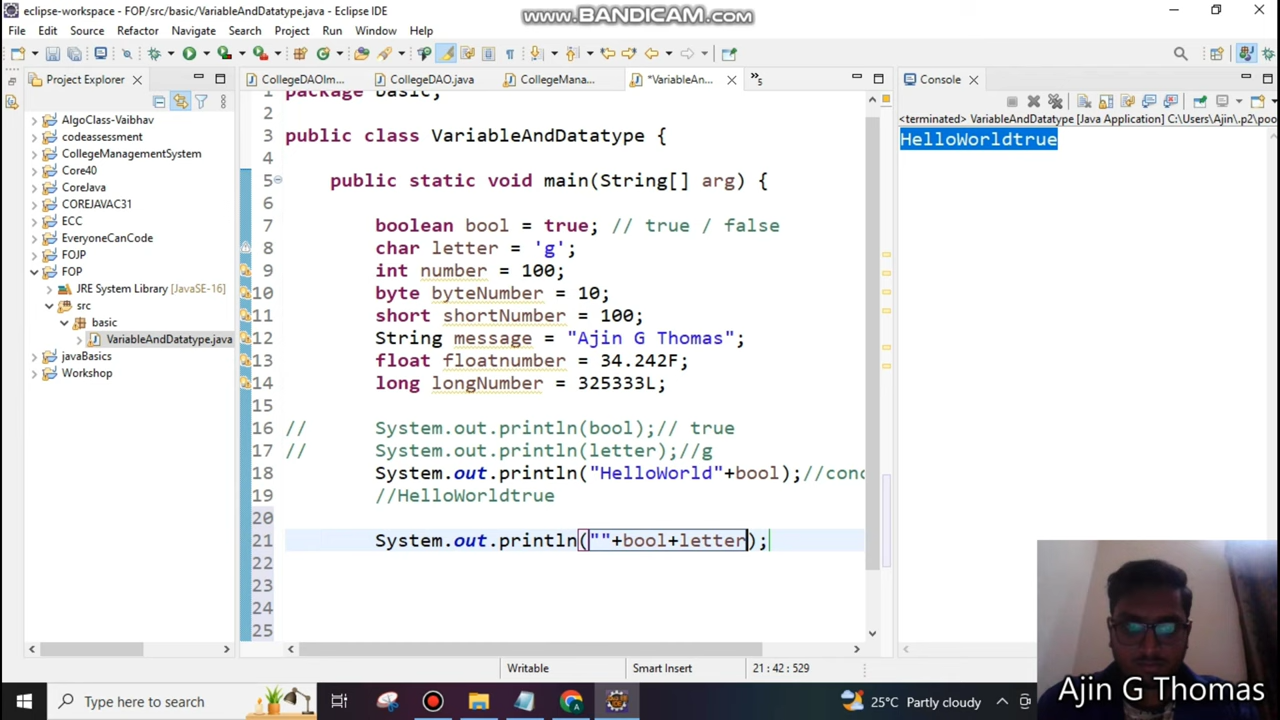 eclipse-workspace - FOP/src/basic/VariableAndDatatype.java - Eclipse IDE
www.BANDICAM.com
File Edit Source Refactor Navigate Search Project Run Window Help
Project Explorer
CollegeDAOIm...
CollegeDAO.java
CollegeMana...
*VariableAn...
»5
Console
<terminated> VariableAndDatatype [Java Application] C:\Users\Ajin\.p2\poo
HelloWorldtrue
AlgoClass-Vaibhav
codeassessment
CollegeManagementSystem
Core40
CoreJava
COREJAVAC31
ECC
EveryoneCanCode
FOJP
FOP
JRE System Library [JavaSE-16]
src
basic
VariableAndDatatype.java
javaBasics
Workshop
1 package basic;
2
3 public class VariableAndDatatype {
4
5 public static void main(String[] arg) {
6
7 boolean bool = true; // true / false
8 char letter = 'g';
9 int number = 100;
10 byte byteNumber = 10;
11 short shortNumber = 100;
12 String message = "Ajin G Thomas";
13 float floatnumber = 34.242F;
14 long longNumber = 325333L;
15
16 // System.out.println(bool);// true
17 // System.out.println(letter);//g
18 System.out.println("HelloWorld"+bool);//conc
19 //HelloWorldtrue
20
21 System.out.println(""+bool+letter);
22
23
24
25
Writable
Smart Insert
21 : 42 : 529
Type here to search
25°C Partly cloudy
Ajin G Thomas